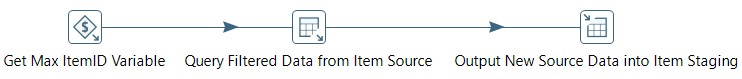 Get Max ItemID Variable
Query Filtered Data from Item Source
Output New Source Data into Item Staging